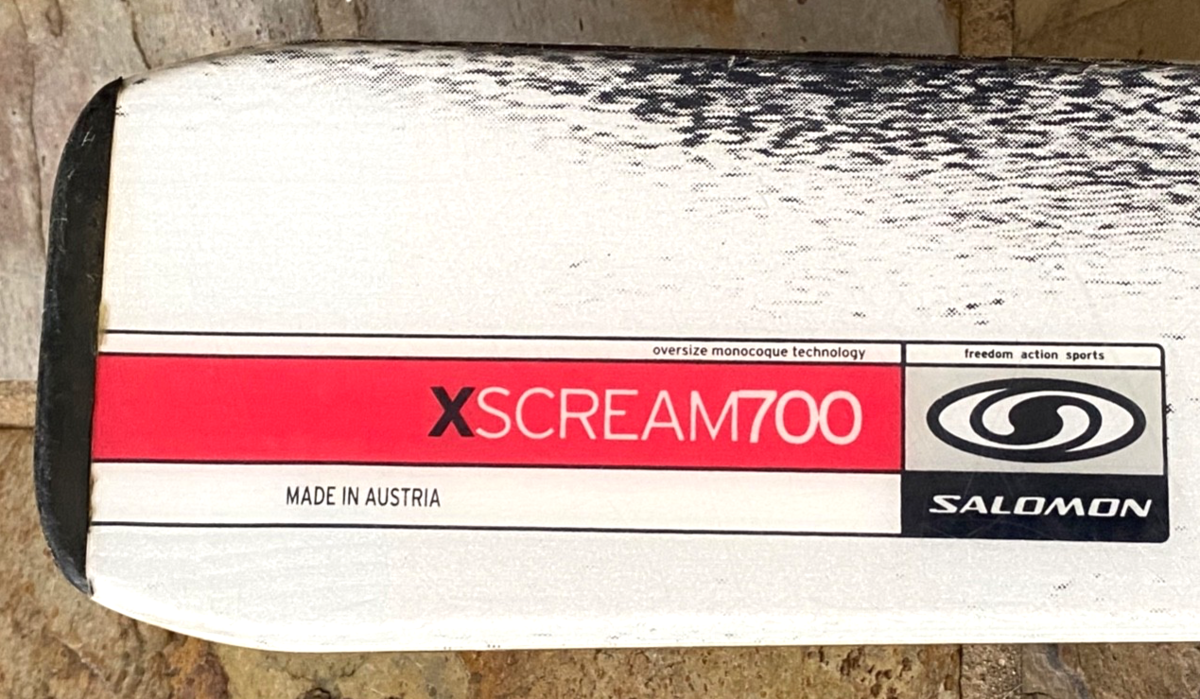 oversize monocoque technology
freedom action sports
XSCREAM700
MADE IN AUSTRIA
SALOMON